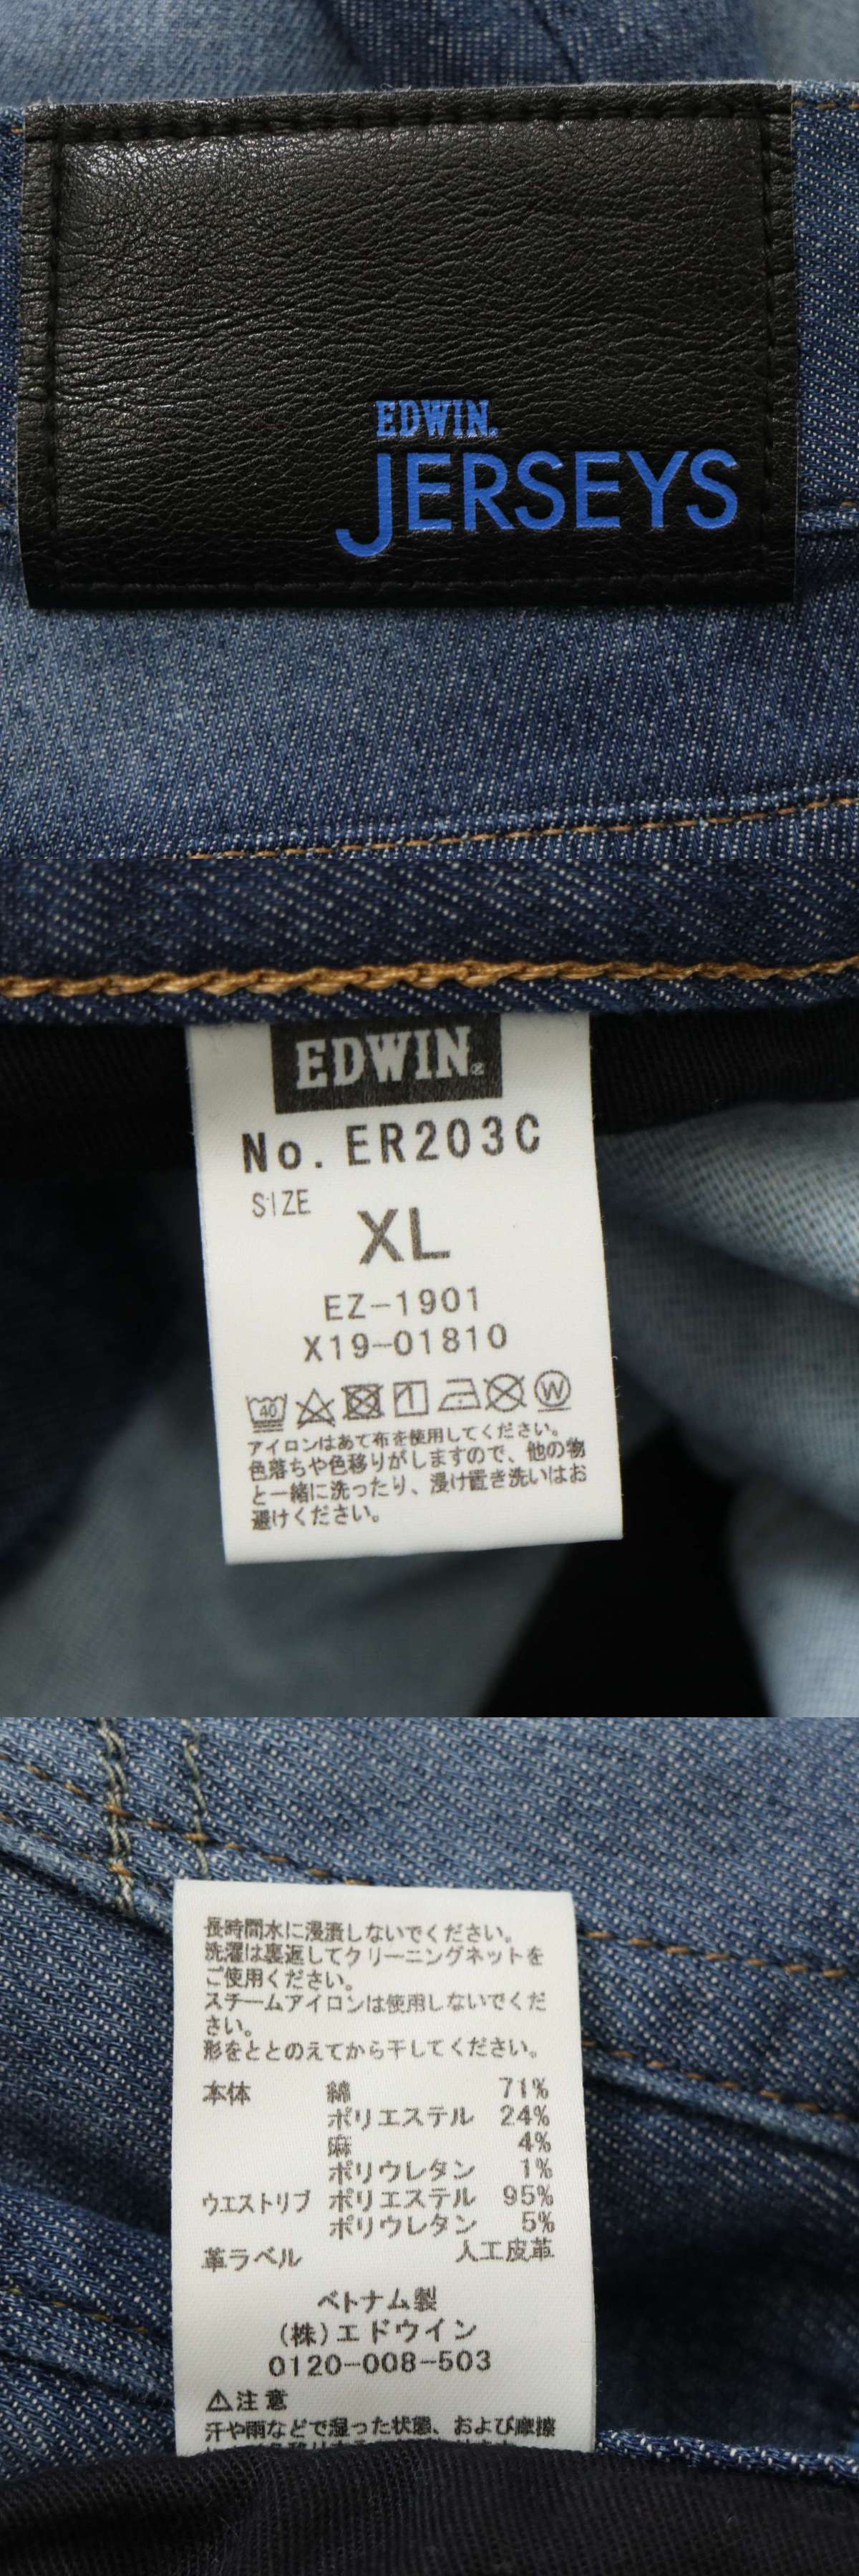 EDWIN.
JERSEYS
EDWIN®
No. ER203C
SIZE
XL
EZ-1901
X19-01810
40
W
アイロンはあて布を使用してください。
色落ちや色移りがしますので、他の物
と一緒に洗ったり、浸け置き洗いはお
避けください。
長時間水に浸漬しないでください。
洗濯は裏返してクリーニングネットを
ご使用ください。
スチームアイロンは使用しないでくだ
さい。
形をととのえてから干してください。
本体 綿 71%
ポリエステル 24%
麻 4%
ポリウレタン 1%
ウエストリブ ポリエステル 95%
ポリウレタン 5%
革ラベル 人工皮革
ベトナム製
(株)エドウイン
0120-008-503
⚠注意
汗や雨などで湿った状態、および摩擦